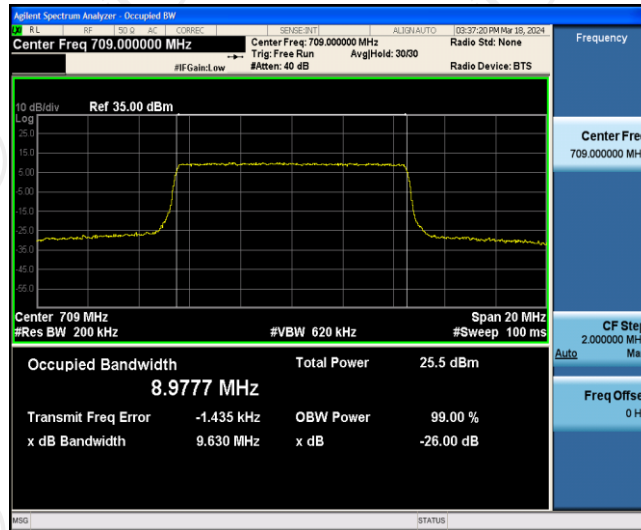 Agilent Spectrum Analyzer - Occupied BW
RL RF 50 Ω AC CORREC SENSE:INT ALIGNAUTO 03:37:20 PM Mar 18, 2024
Center Freq 709.000000 MHz
Center Freq: 709.000000 MHz
Radio Std: None
Trig: Free Run Avg|Hold: 30/30
#IFGain:Low
#Atten: 40 dB
Radio Device: BTS
10 dB/div Ref 35.00 dBm
Log
25.0
15.0
5.00
-5.00
-15.0
-25.0
-35.0
-45.0
-55.0
Center 709 MHz
Span 20 MHz
#Res BW 200 kHz
#VBW 620 kHz
#Sweep 100 ms
Occupied Bandwidth
8.9777 MHz
Total Power 25.5 dBm
Transmit Freq Error -1.435 kHz
OBW Power 99.00 %
x dB Bandwidth 9.630 MHz
x dB -26.00 dB
MSG
STATUS
Frequency
Center Fre
709.000000 MH
CF Step
2.000000 MH
Auto Ma
Freq Offse
0 H